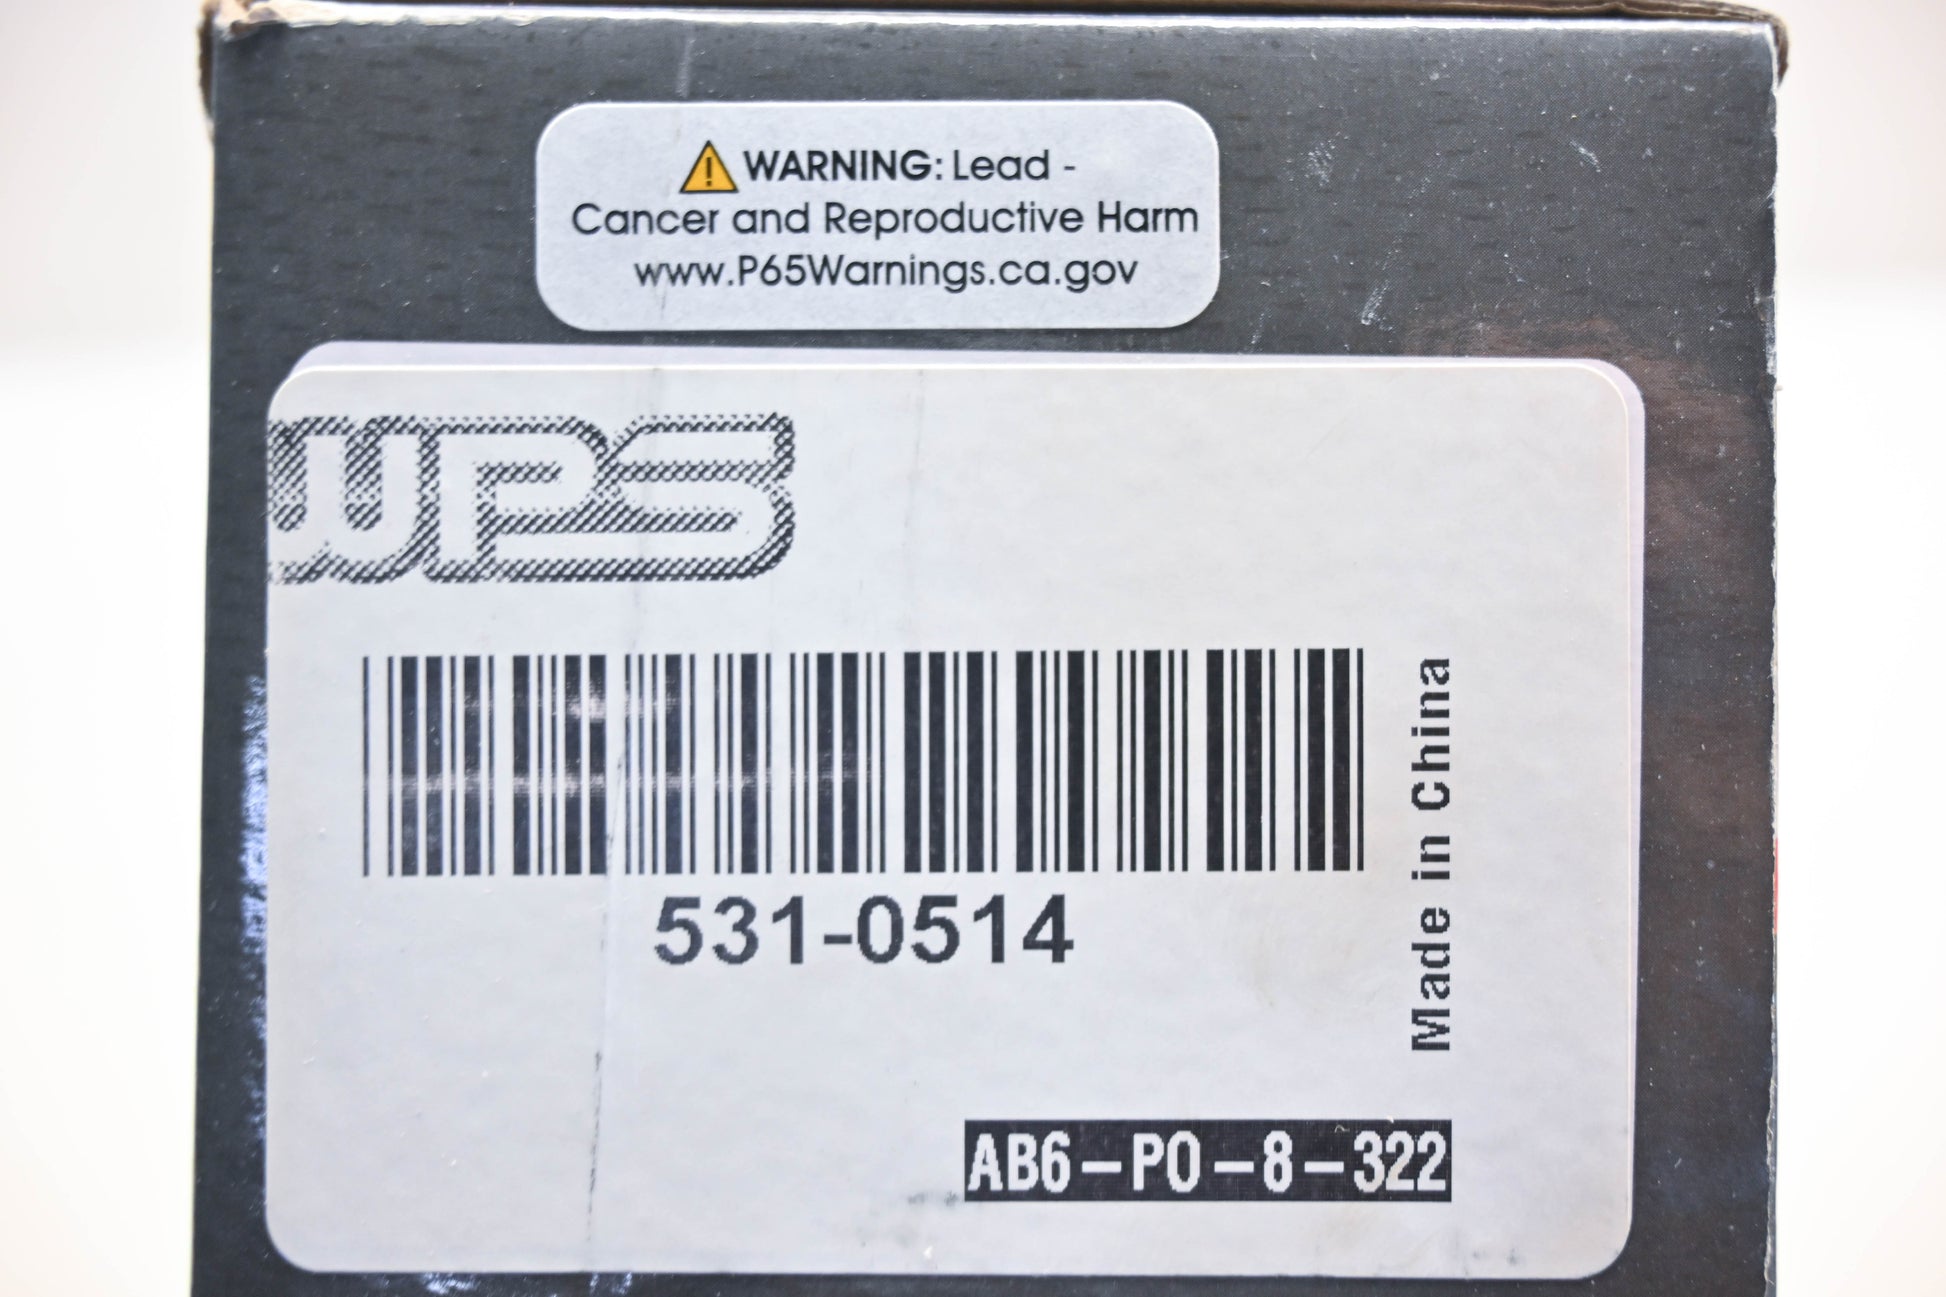 WARNING: Lead -
Cancer and Reproductive Harm
www.P65Warnings.ca.gov
WPS
531-0514
Made in China
AB6-PO-8-322